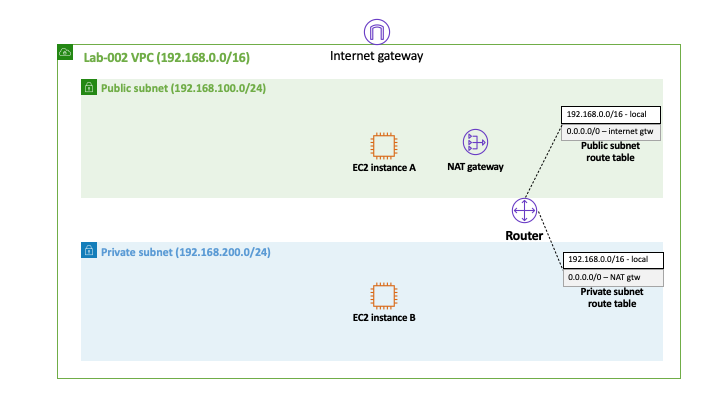 Internet gateway
Lab-002 VPC (192.168.0.0/16)
Public subnet (192.168.100.0/24)
EC2 instance A
NAT gateway
192.168.0.0/16 - local
0.0.0.0/0 – internet gtw
Public subnet
route table
Router
Private subnet (192.168.200.0/24)
EC2 instance B
192.168.0.0/16 - local
0.0.0.0/0 – NAT gtw
Private subnet
route table